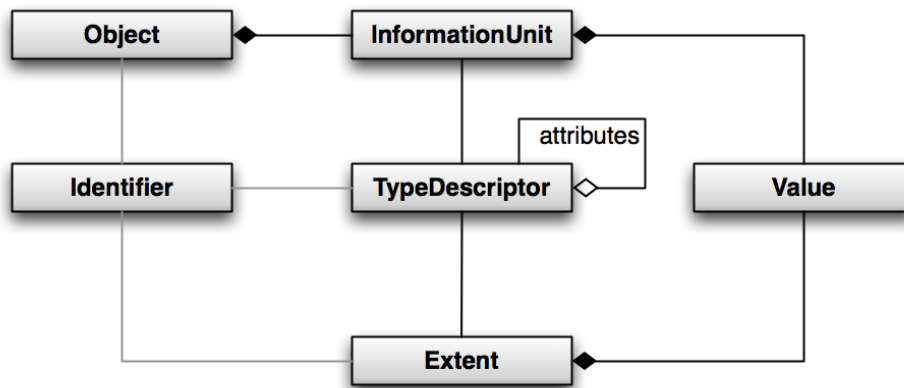 Object
InformationUnit
attributes
Identifier
TypeDescriptor
Value
Extent